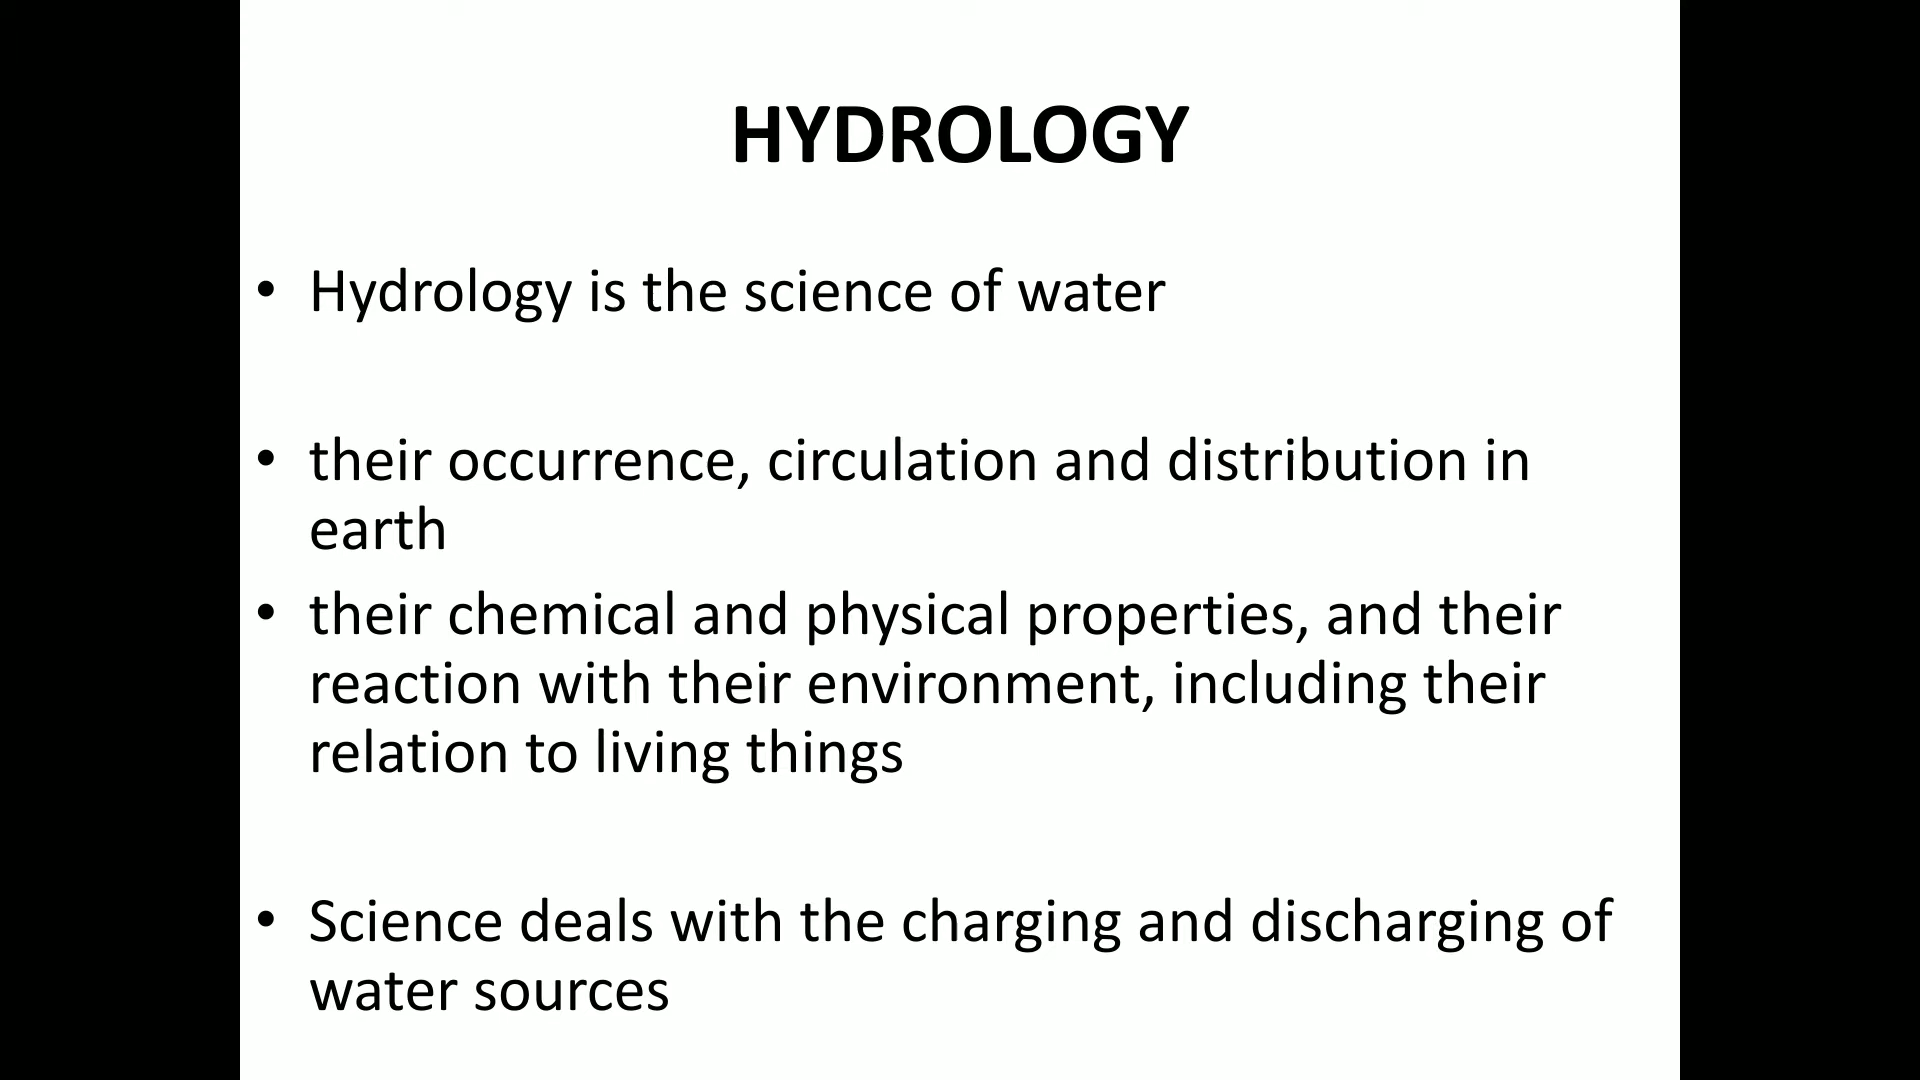 HYDROLOGY
• Hydrology is the science of water
• their occurrence, circulation and distribution in
earth
• their chemical and physical properties, and their
reaction with their environment, including their
relation to living things
• Science deals with the charging and discharging of
water sources